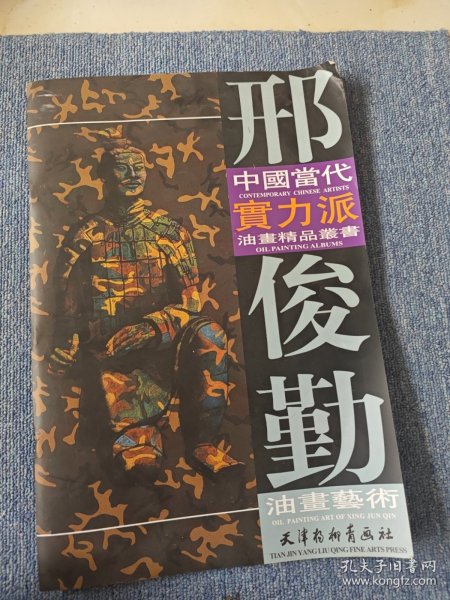 邢
中國當代
CONTEMPORARY CHINESE ARTISTS
實力派
油畫精品叢書
OIL PAINTING ALBUMS
俊
勤
油畫藝術
OIL PAINTING ART OF XING JUN QIN
天津楊柳青画社
TIAN JIN YANG LIU QING FINE ARTS PRESS
孔夫子旧书网
book.kongfz.com